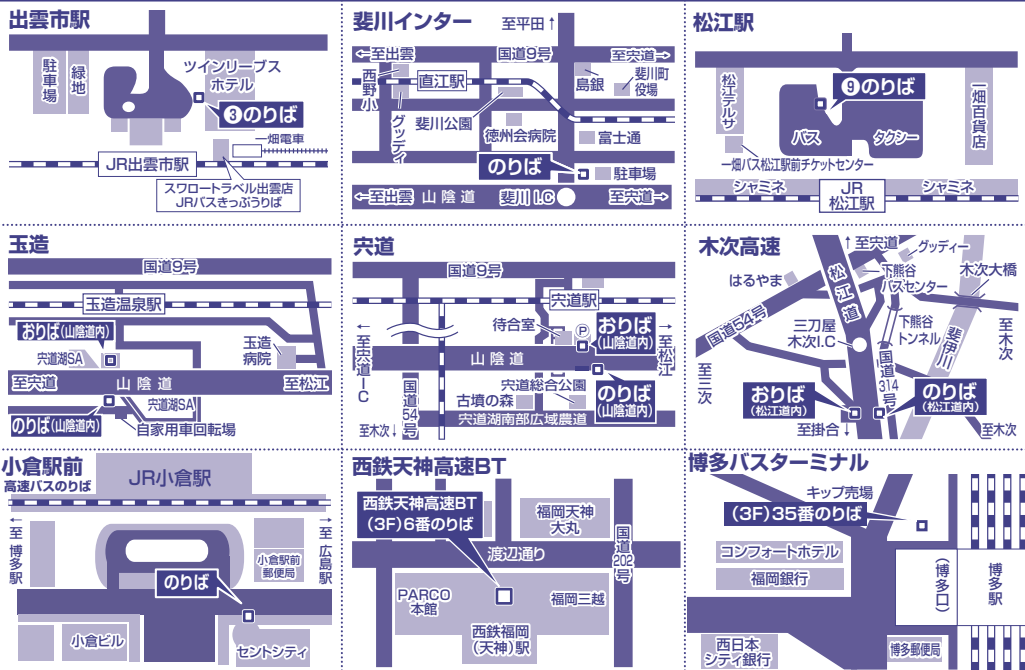 出雲市駅
駐車場
緑地
ツインリーブス
ホテル
③のりば
一畑電車
JR出雲市駅
スワロートラベル出雲店
JRバスきっぷうりば
斐川インター
至平田↑
←至出雲
国道9号
至宍道→
西野小
直江駅
グッディ
斐川公園
島銀
斐川町
役場
徳州会病院
富士通
のりば
駐車場
←至出雲
山陰道
斐川I.C
至宍道→
松江駅
松江テルサ
⑨のりば
バス
タクシー
一畑百貨店
一畑バス松江駅前チケットセンター
シャミネ
JR
松江駅
シャミネ
玉造
国道9号
玉造温泉駅
おりば(山陰道内)
宍道湖SA
玉造
病院
至宍道
山陰道
至松江
宍道湖SA
のりば(山陰道内)
自家用車回転場
宍道
国道9号
宍道駅
待合室
P
おりば
(山陰道内)
←至宍道IC
山陰道
→至松江
国道54号
宍道総合公園
古墳の森
のりば
(山陰道内)
至木次↓
宍道湖南部広域農道
木次高速
↑至宍道
グッディー
はるやま
松江道
下熊谷
バスセンター
木次大橋
国道54号
三刀屋
木次I.C
下熊谷
トンネル
斐伊川
至木次
至三次
国道314号
おりば
(松江道内)
のりば
(松江道内)
至掛合↓
至木次
小倉駅前
高速バスのりば
JR小倉駅
←至博多駅
→至広島駅
小倉駅前
郵便局
のりば
小倉ビル
セントシティ
西鉄天神高速BT
西鉄天神高速BT
(3F)6番のりば
福岡天神
大丸
国道202号
渡辺通り
PARCO
本館
福岡三越
西鉄福岡
(天神)駅
博多バスターミナル
キップ売場
(3F)35番のりば
コンフォートホテル
福岡銀行
(博多口)
博多駅
西日本
シティ銀行
博多郵便局